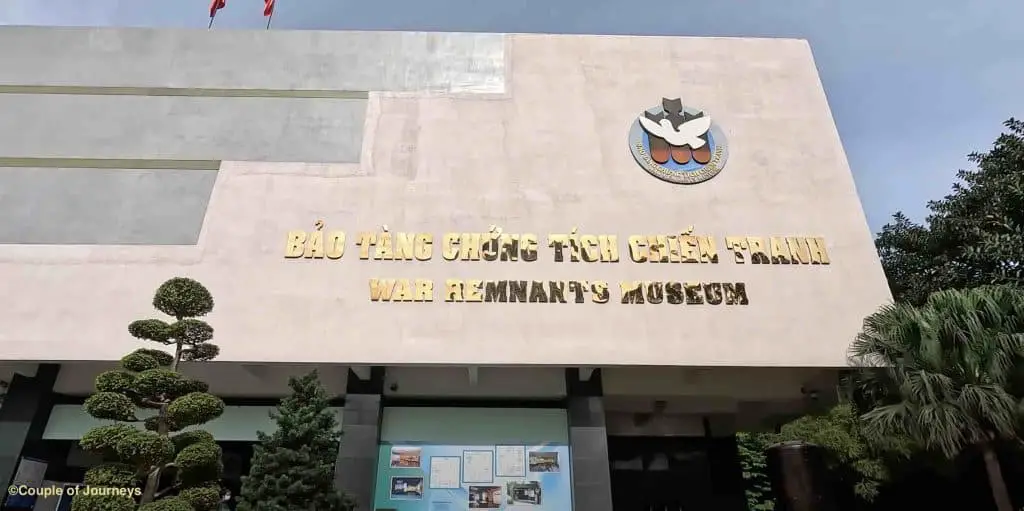 BẢO TÀNG CHỨNG TÍCH CHIẾN TRANH
WAR REMNANTS MUSEUM
©Couple of Journeys